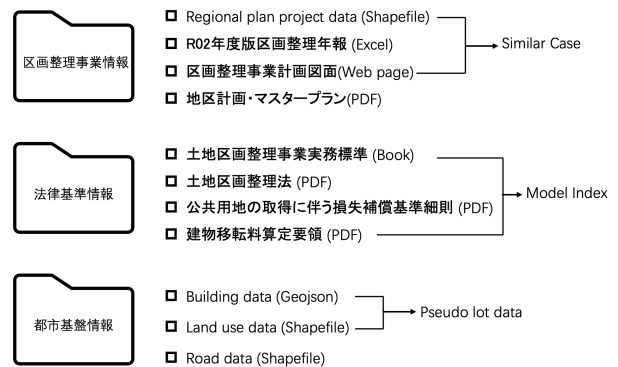 区画整理事業情報
Regional plan project data (Shapefile)
R02年度版区画整理年報 (Excel)
区画整理事業計画図面(Web page)
地区計画・マスタープラン(PDF)
Similar Case
法律基準情報
土地区画整理事業実務標準 (Book)
土地区画整理法 (PDF)
公共用地の取得に伴う損失補償基準細則 (PDF)
建物移転料算定要領 (PDF)
Model Index
都市基盤情報
Building data (Geojson)
Land use data (Shapefile)
Road data (Shapefile)
Pseudo lot data